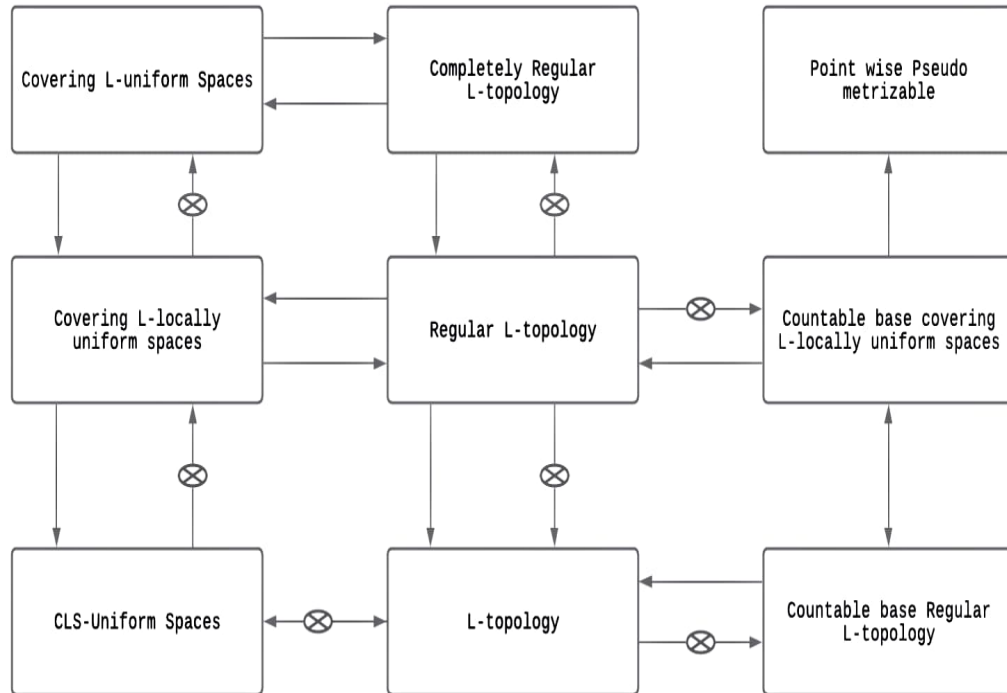 Covering L-uniform Spaces
Completely Regular
L-topology
Point wise Pseudo
metrizable
Covering L-locally
uniform spaces
Regular L-topology
Countable base covering
L-locally uniform spaces
CLS-Uniform Spaces
L-topology
Countable base Regular
L-topology